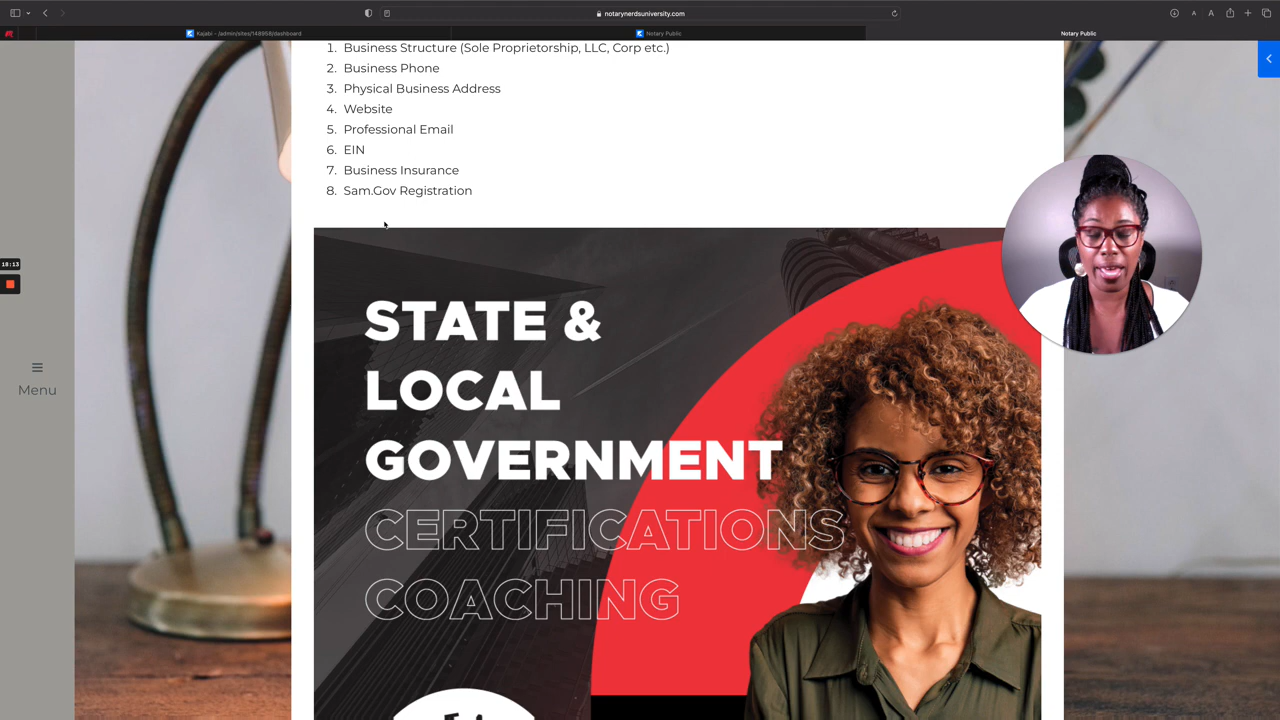 notarynerdsuniversity.com
Kajabi - /admin/sites/148958/dashboard
Notary Public
Notary Public
1. Business Structure (Sole Proprietorship, LLC, Corp etc.)
2. Business Phone
3. Physical Business Address
4. Website
5. Professional Email
6. EIN
7. Business Insurance
8. Sam.Gov Registration
18:13
Menu
STATE &
LOCAL
GOVERNMENT
CERTIFICATIONS
COACHING